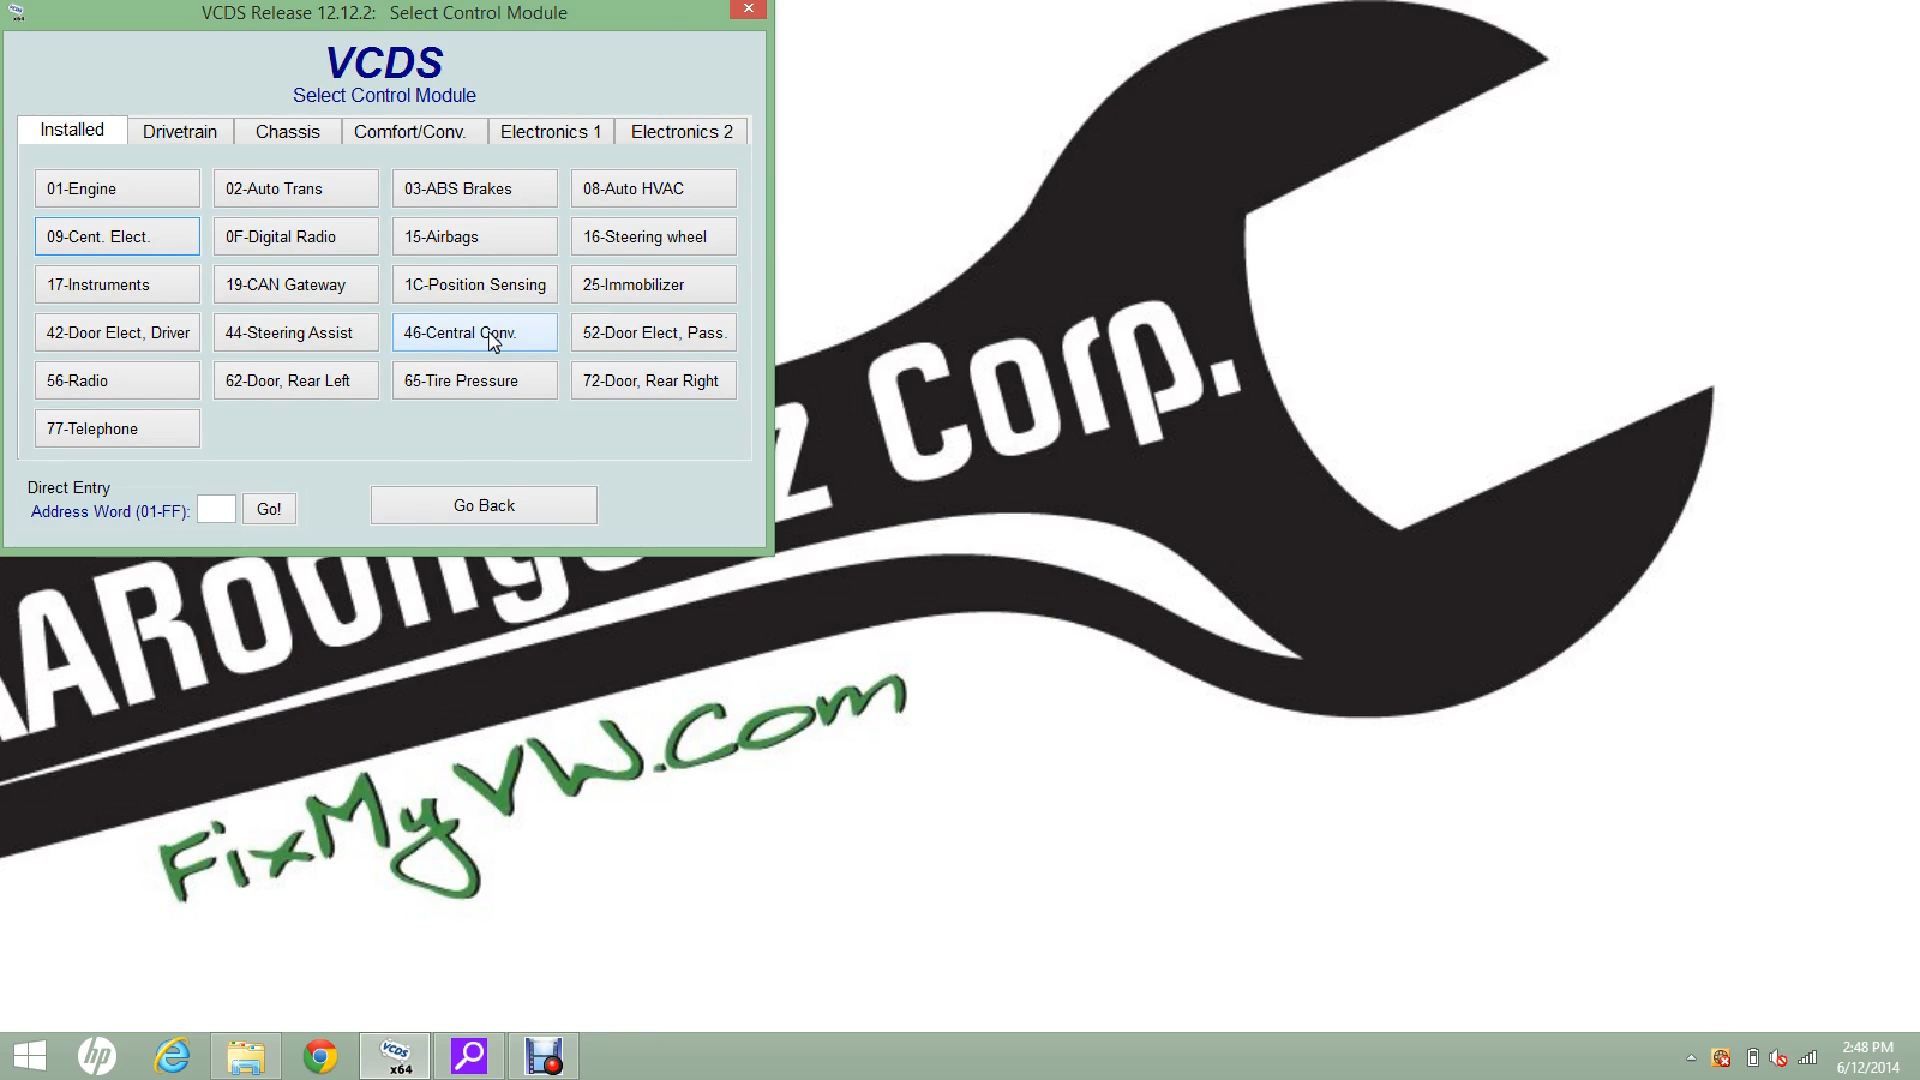 VCDS Release 12.12.2: Select Control Module
VCDS
Select Control Module
Installed Drivetrain Chassis Comfort/Conv. Electronics 1 Electronics 2
01-Engine 02-Auto Trans 03-ABS Brakes 08-Auto HVAC
09-Cent. Elect. 0F-Digital Radio 15-Airbags 16-Steering wheel
17-Instruments 19-CAN Gateway 1C-Position Sensing 25-Immobilizer
42-Door Elect, Driver 44-Steering Assist 46-Central Conv. 52-Door Elect, Pass.
56-Radio 62-Door, Rear Left 65-Tire Pressure 72-Door, Rear Right
77-Telephone
Direct Entry
Address Word (01-FF): Go! Go Back
Corp.
FixMyVW.Com
hp
VCDS
x64
2:48 PM
6/12/2014